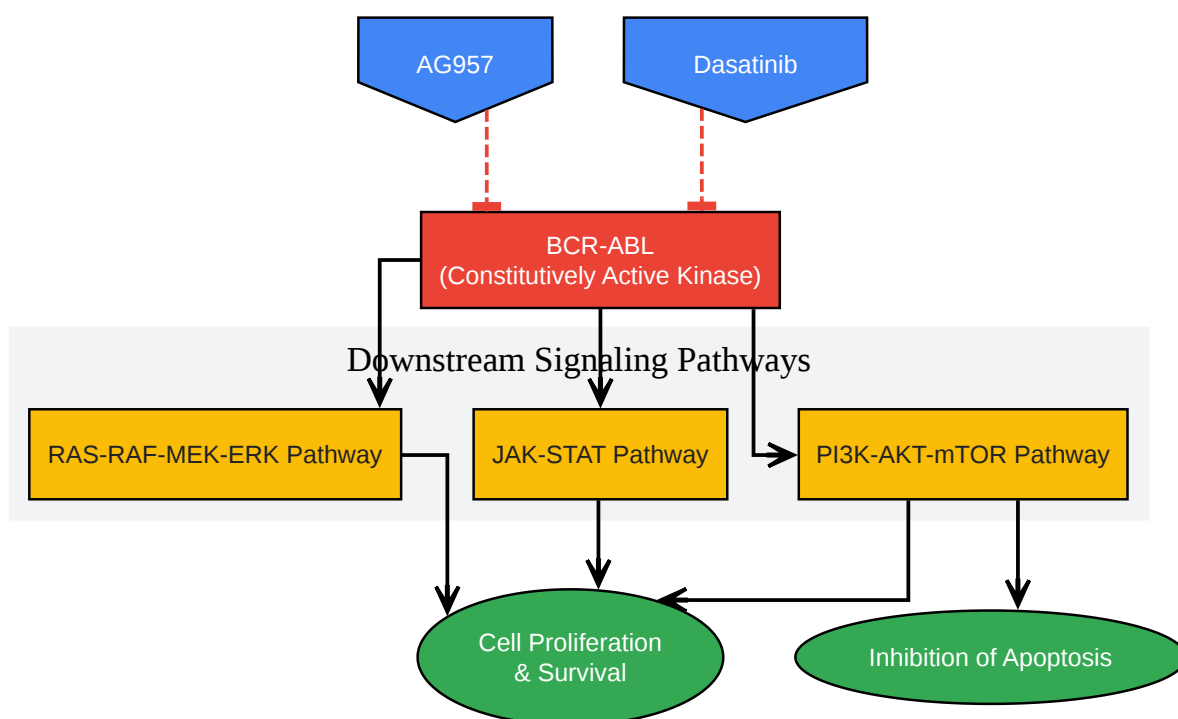 AG957
Dasatinib
BCR-ABL
(Constitutively Active Kinase)
Downstream Signaling Pathways
RAS-RAF-MEK-ERK Pathway
JAK-STAT Pathway
PI3K-AKT-mTOR Pathway
Cell Proliferation
& Survival
Inhibition of Apoptosis